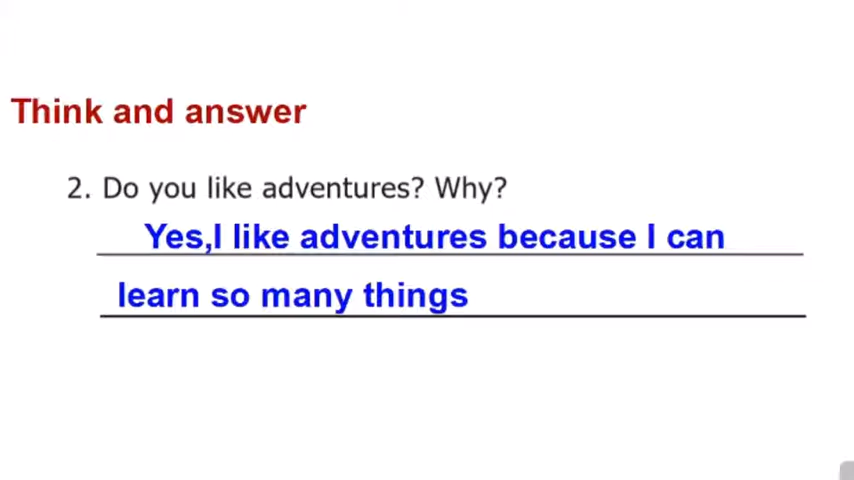 Think and answer
2. Do you like adventures? Why?
Yes,I like adventures because I can
learn so many things